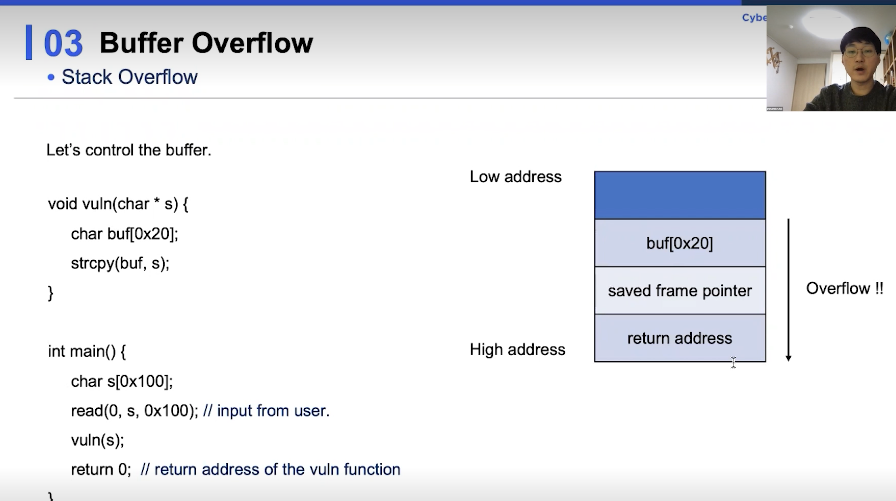 Cybe
03 Buffer Overflow
• Stack Overflow
Let's control the buffer.
void vuln(char * s) {
char buf[0x20];
strcpy(buf, s);
}
int main() {
char s[0x100];
read(0, s, 0x100); // input from user.
vuln(s);
return 0; // return address of the vuln function
}
Low address
buf[0x20]
saved frame pointer
return address
High address
Overflow !!